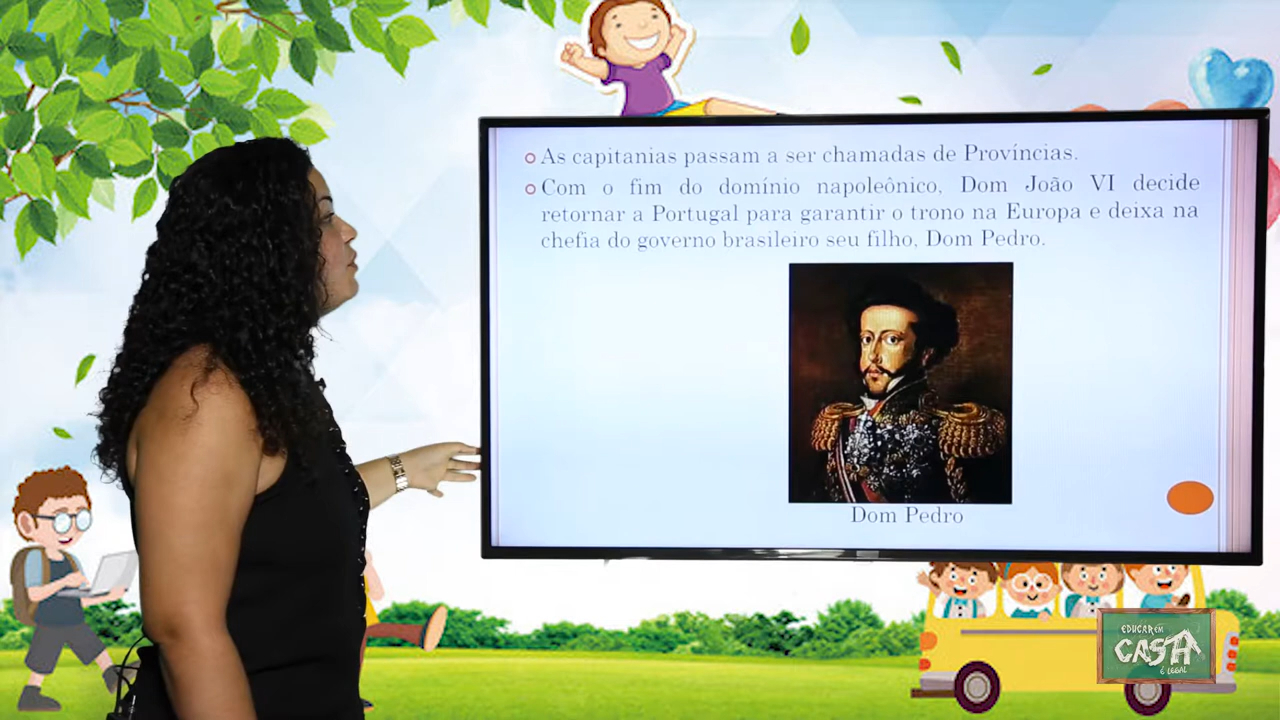 As capitanias passam a ser chamadas de Províncias.
Com o fim do domínio napoleônico, Dom João VI decide
retornar a Portugal para garantir o trono na Europa e deixa na
chefia do governo brasileiro seu filho, Dom Pedro.
Dom Pedro
EDUCAR EM
CASA
É LEGAL